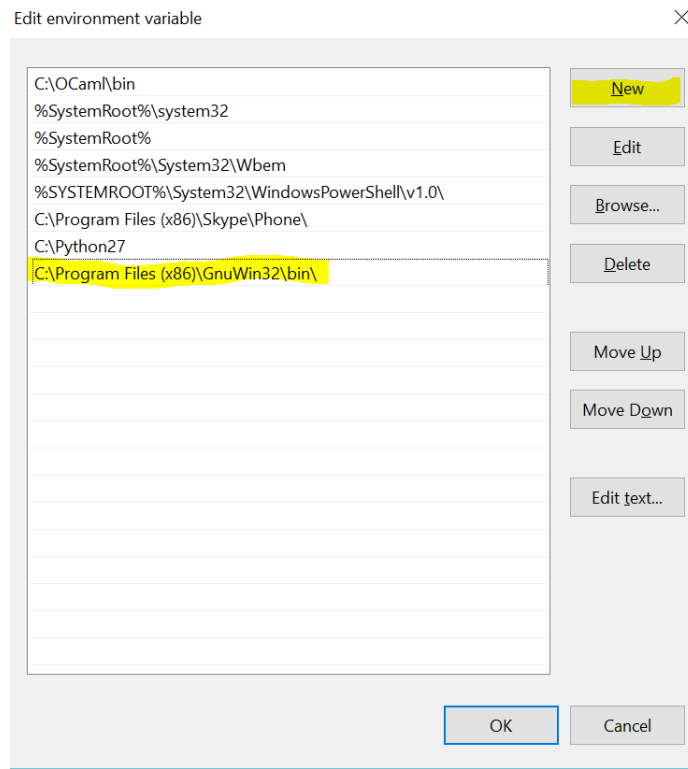 Edit environment variable
C:\OCaml\bin
%SystemRoot%\system32
%SystemRoot%
%SystemRoot%\System32\Wbem
%SYSTEMROOT%\System32\WindowsPowerShell\v1.0\
C:\Program Files (x86)\Skype\Phone\
C:\Python27
C:\Program Files (x86)\GnuWin32\bin\
New
Edit
Browse...
Delete
Move Up
Move Down
Edit text...
OK
Cancel